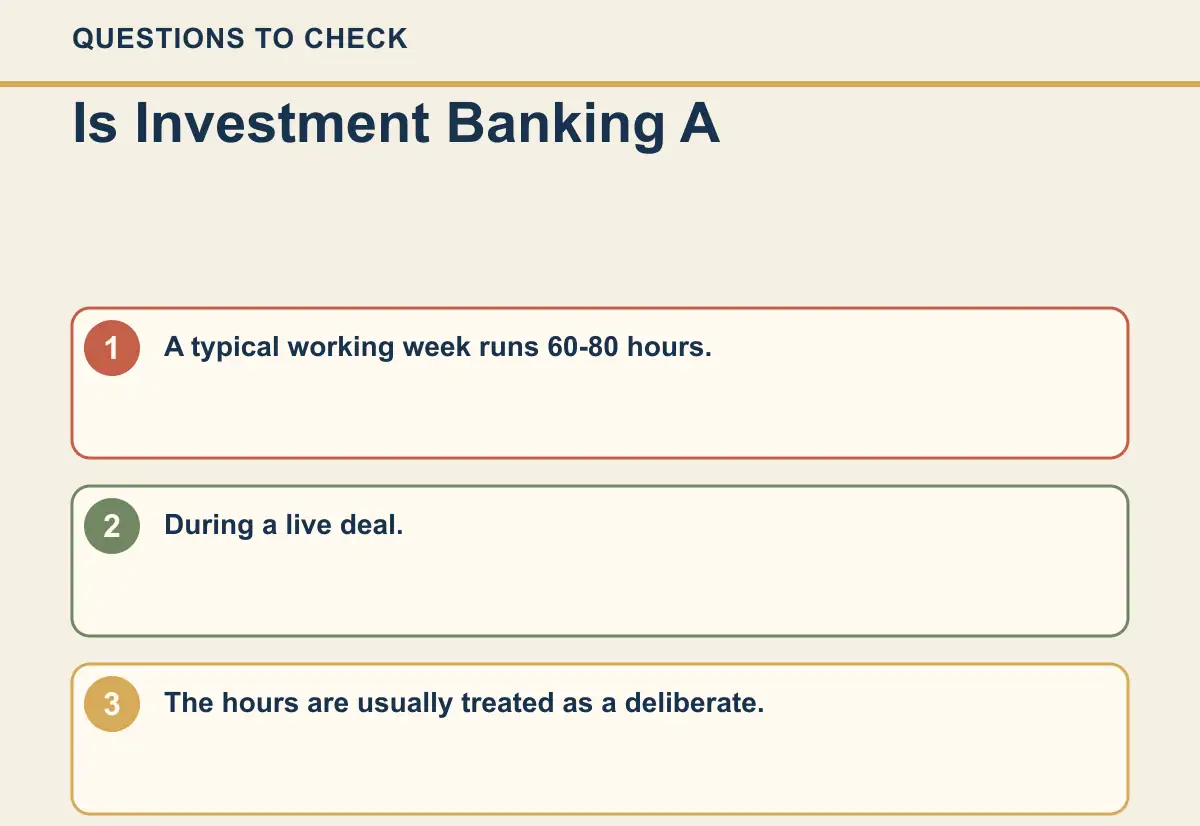 QUESTIONS TO CHECK
Is Investment Banking A
1 A typical working week runs 60-80 hours.
2 During a live deal.
3 The hours are usually treated as a deliberate.